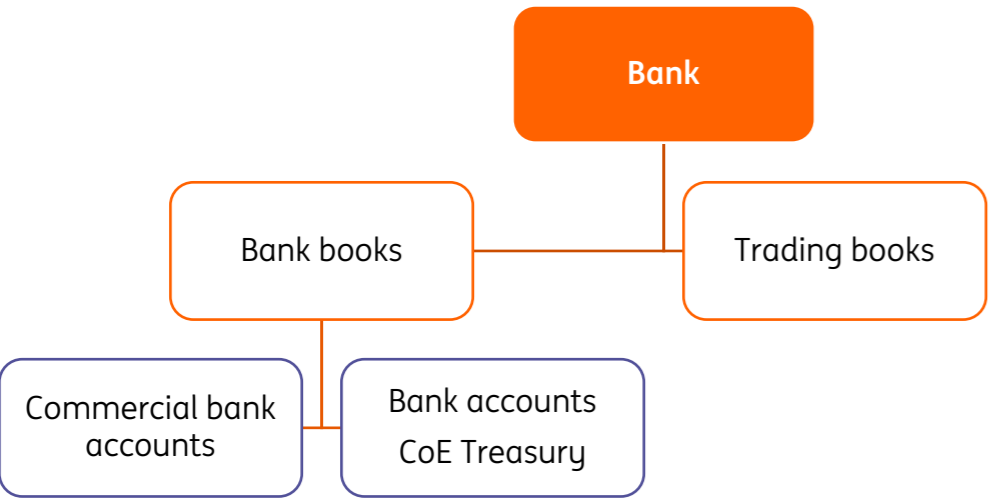 Bank
Bank books
Trading books
Commercial bank
accounts
Bank accounts
CoE Treasury